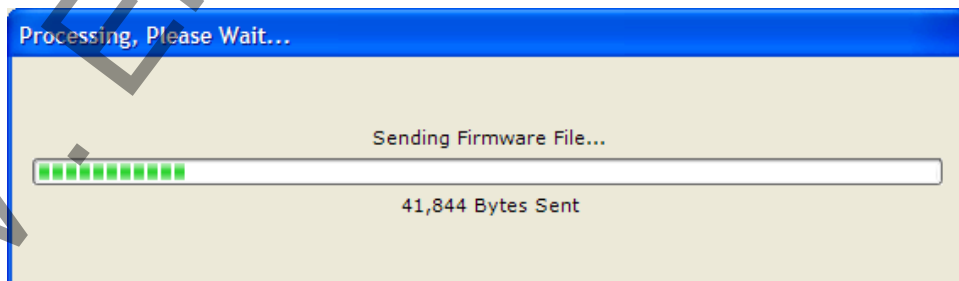 Processing, Please Wait...
Sending Firmware File...
41,844 Bytes Sent